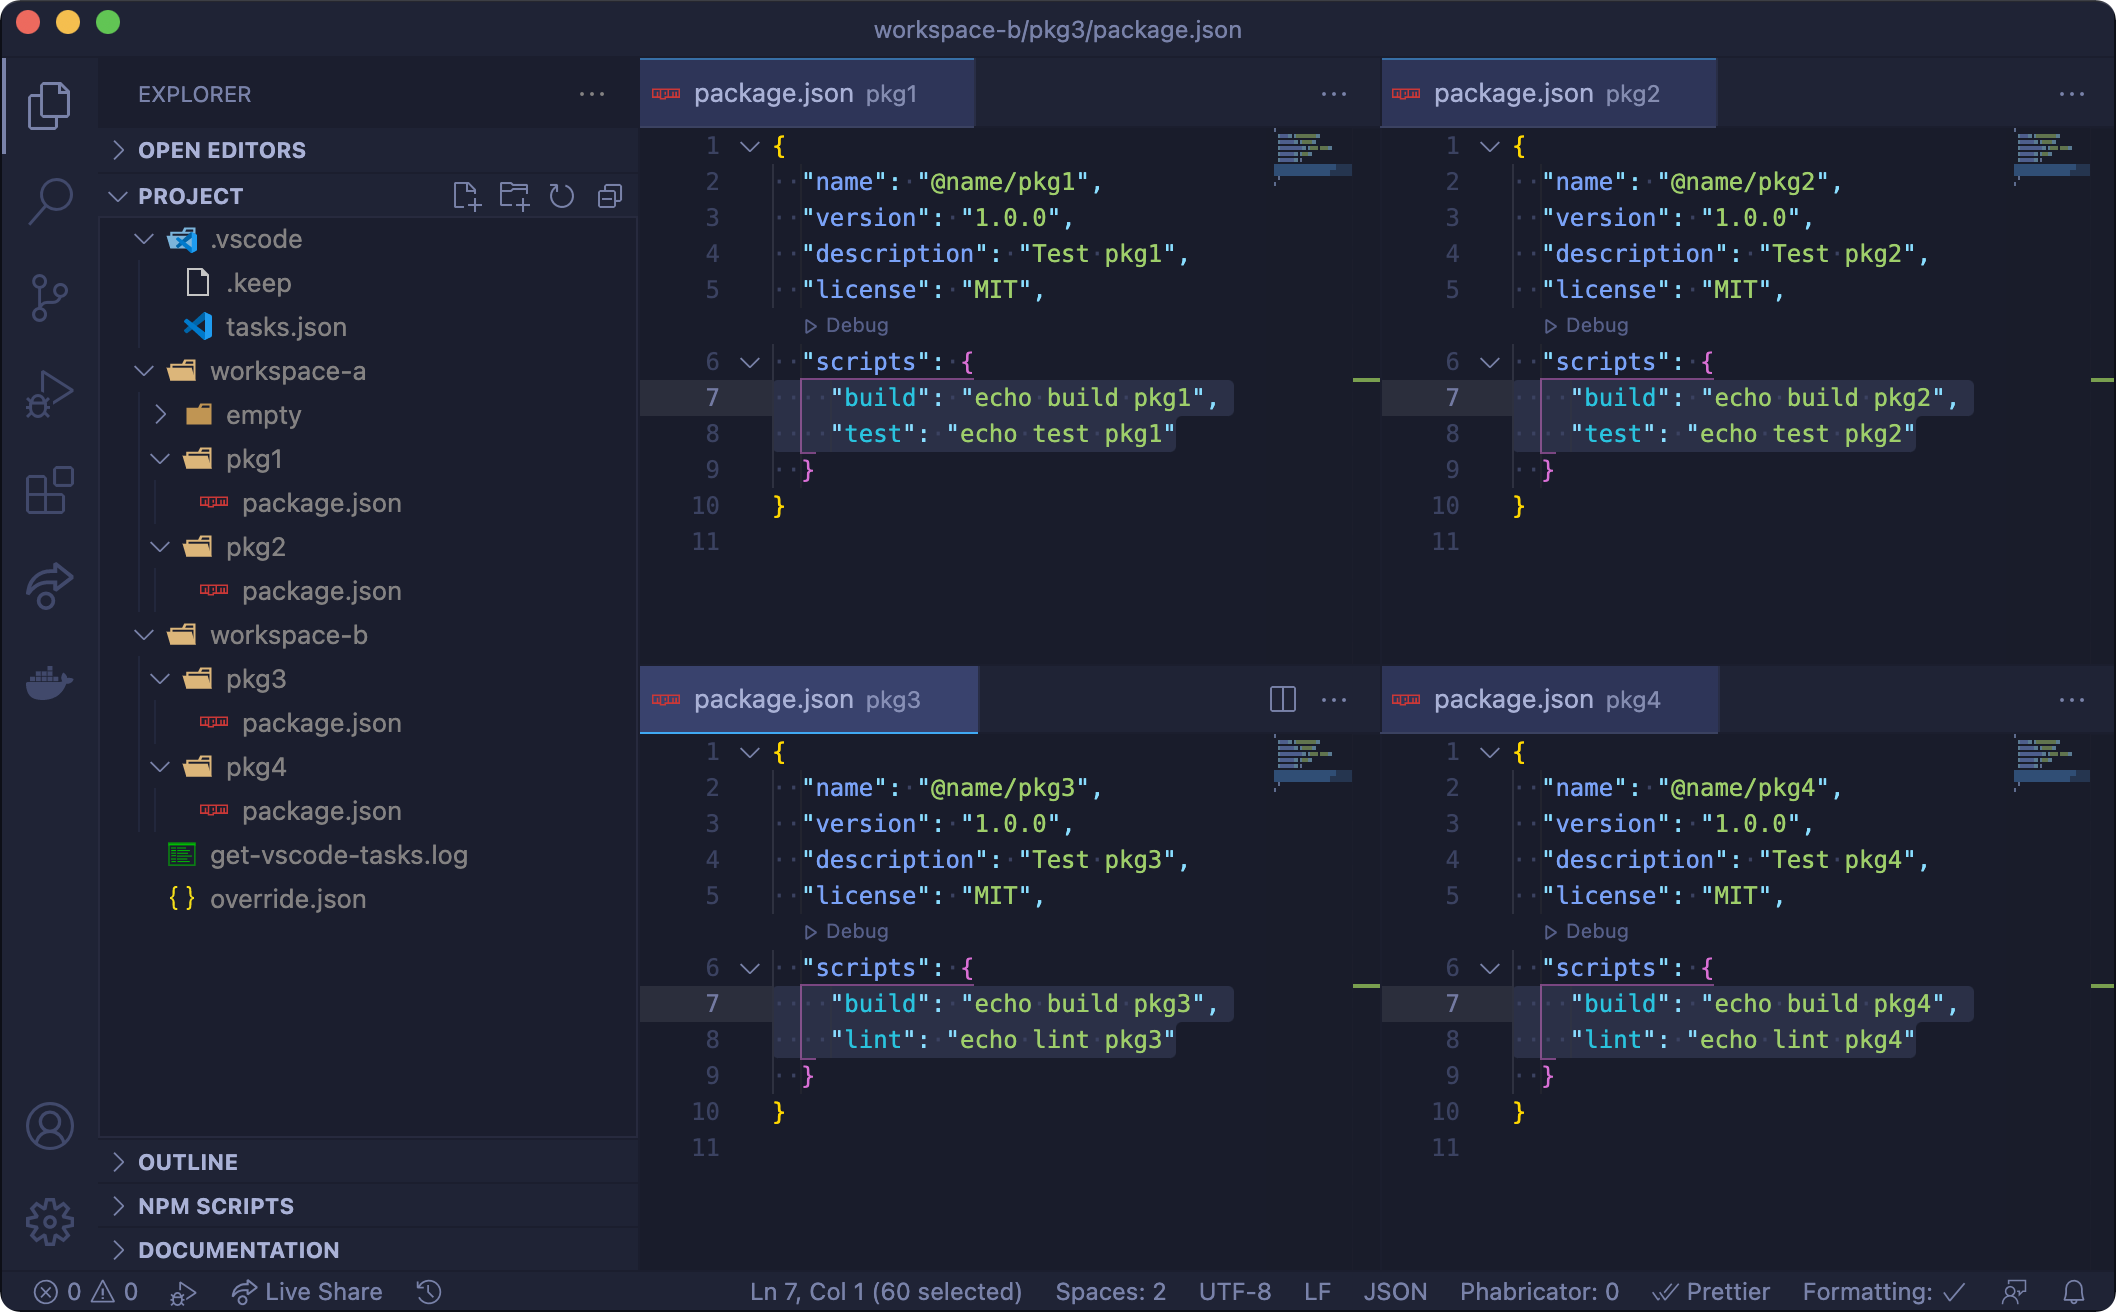 workspace-b/pkg3/package.json
EXPLORER
OPEN EDITORS
PROJECT
.vscode
.keep
tasks.json
workspace-a
empty
pkg1
package.json
pkg2
package.json
workspace-b
pkg3
package.json
pkg4
package.json
get-vscode-tasks.log
override.json
OUTLINE
NPM SCRIPTS
DOCUMENTATION
package.json pkg1
1 {
2 "name": "@name/pkg1",
3 "version": "1.0.0",
4 "description": "Test pkg1",
5 "license": "MIT",
Debug
6 "scripts": {
7 "build": "echo build pkg1",
8 "test": "echo test pkg1"
9 }
10 }
11
package.json pkg2
1 {
2 "name": "@name/pkg2",
3 "version": "1.0.0",
4 "description": "Test pkg2",
5 "license": "MIT",
Debug
6 "scripts": {
7 "build": "echo build pkg2",
8 "test": "echo test pkg2"
9 }
10 }
11
package.json pkg3
1 {
2 "name": "@name/pkg3",
3 "version": "1.0.0",
4 "description": "Test pkg3",
5 "license": "MIT",
Debug
6 "scripts": {
7 "build": "echo build pkg3",
8 "lint": "echo lint pkg3"
9 }
10 }
11
package.json pkg4
1 {
2 "name": "@name/pkg4",
3 "version": "1.0.0",
4 "description": "Test pkg4",
5 "license": "MIT",
Debug
6 "scripts": {
7 "build": "echo build pkg4",
8 "lint": "echo lint pkg4"
9 }
10 }
11
0 0 Live Share Ln 7, Col 1 (60 selected) Spaces: 2 UTF-8 LF JSON Phabricator: 0 Prettier Formatting: